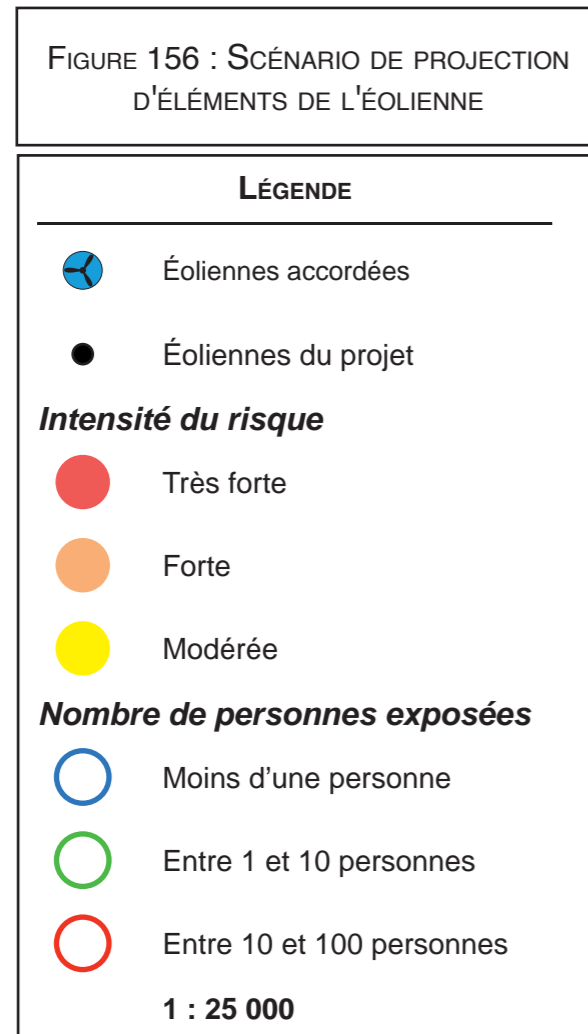 FIGURE 156 : SCÉNARIO DE PROJECTION
D'ÉLÉMENTS DE L'ÉOLIENNE
LÉGENDE
Éoliennes accordées
Éoliennes du projet
Intensité du risque
Très forte
Forte
Modérée
Nombre de personnes exposées
Moins d’une personne
Entre 1 et 10 personnes
Entre 10 et 100 personnes
1 : 25 000